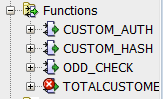 Functions
CUSTOM_AUTH
CUSTOM_HASH
ODD_CHECK
TOTALCUSTOME